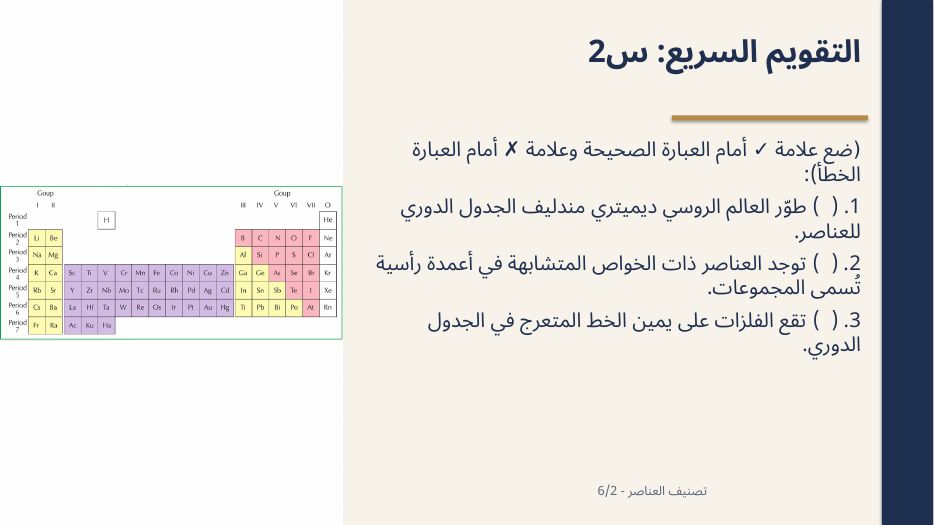 التقويم السريع: س2
(ضع علامة ✓ أمام العبارة الصحيحة وعلامة ✗ أمام العبارة
الخطأ):
1. (  ) طوّر العالم الروسي ديميتري مندليف الجدول الدوري
للعناصر.
2. (  ) توجد العناصر ذات الخواص المتشابهة في أعمدة رأسية
تُسمى المجموعات.
3. (  ) تقع الفلزات على يمين الخط المتعرج في الجدول
الدوري.
Goup Goup
I II III IV V VI VII O
Period 1 H He
Period 2 Li Be B C N O F Ne
Period 3 Na Mg Al Si P S Cl Ar
Period 4 K Ca Sc Ti V Cr Mn Fe Co Ni Cu Zn Ga Ge As Se Br Kr
Period 5 Rb Sr Y Zr Nb Mo Tc Ru Rh Pd Ag Cd In Sn Sb Te I Xe
Period 6 Cs Ba La Hf Ta W Re Os Ir Pt Au Hg Ti Pb Bi Po At Rn
Period 7 Fr Ra Ac Ku Ha
تصنيف العناصر - 6/2